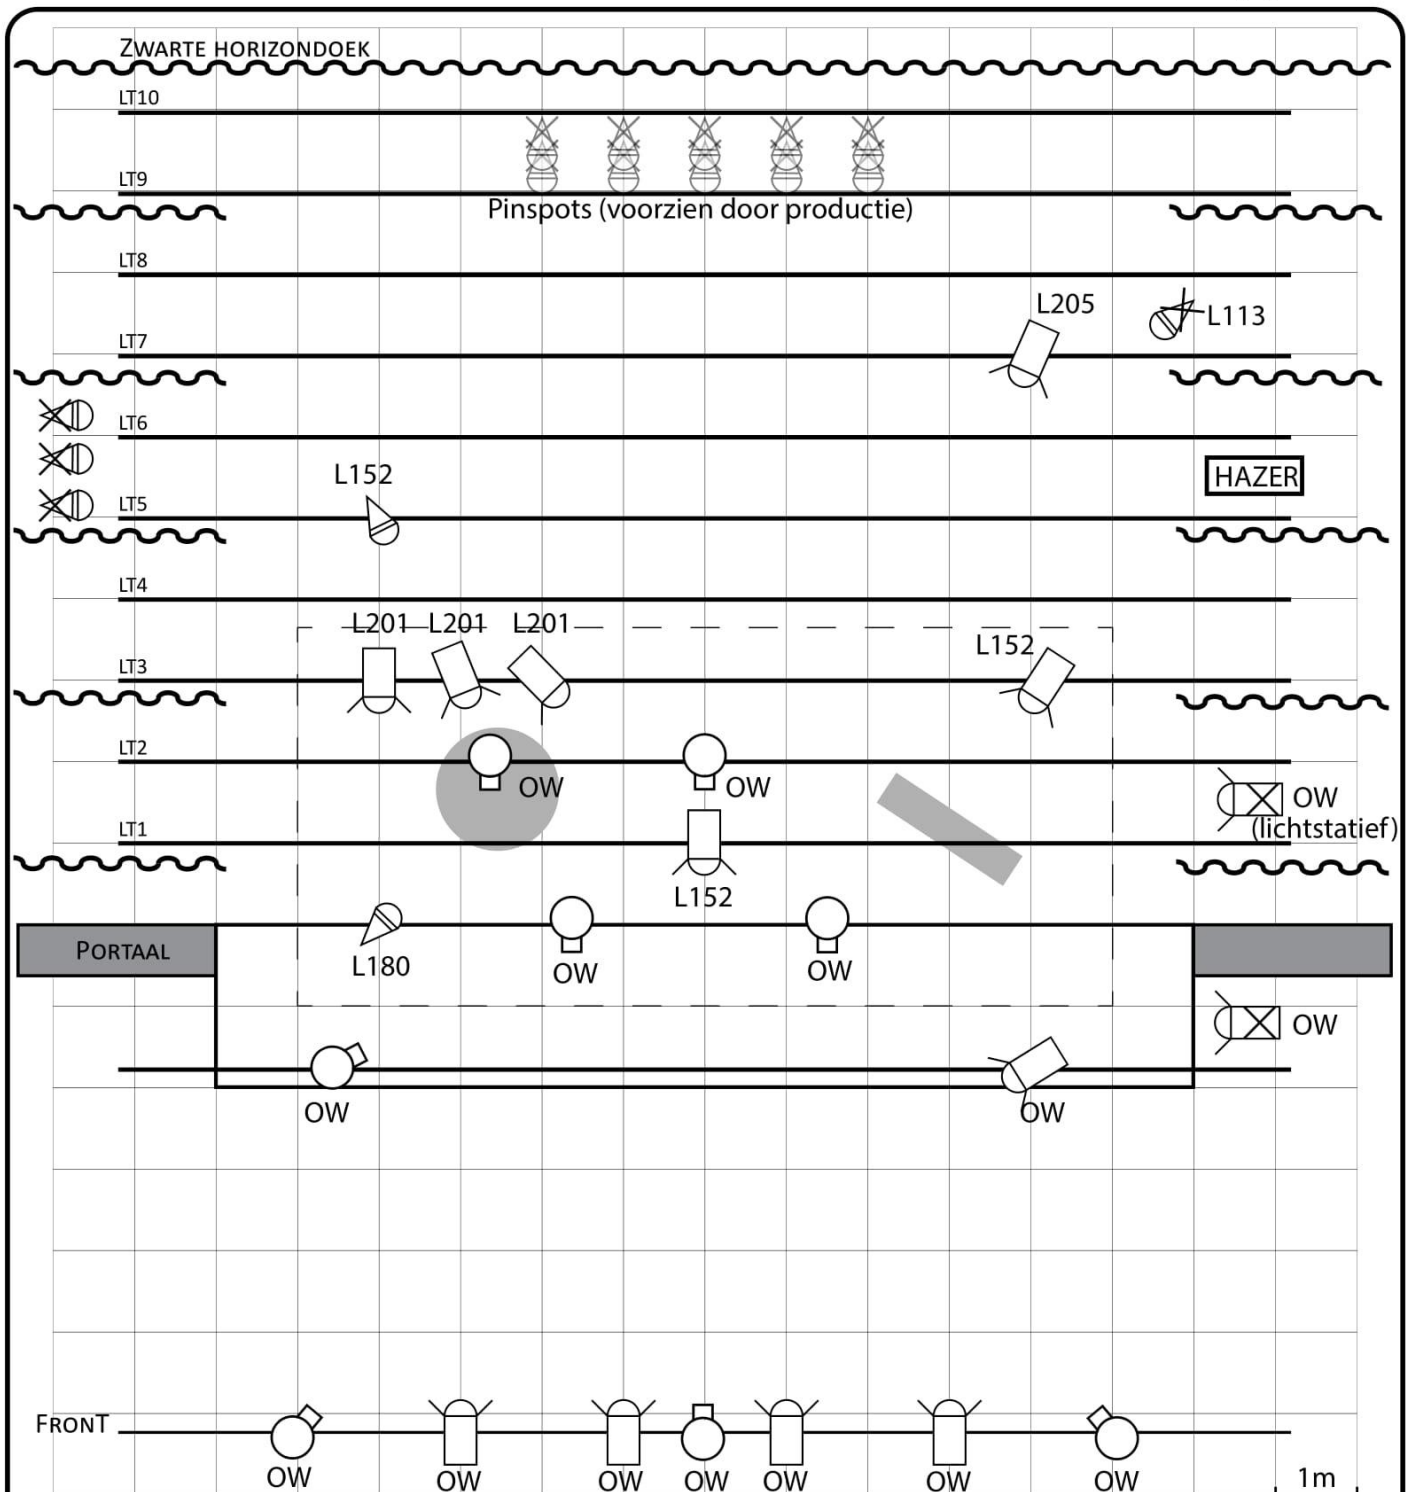 ZWARTE HORIZONDOEK
LT10
LT9
Pinspots (voorzien door productie)
LT8
L205
L113
LT7
LT6
L152
HAZER
LT5
LT4
L201 L201 L201
L152
LT3
LT2
OW
OW
OW
(lichtstatief)
LT1
L152
PORTAAL
L180
OW
OW
OW
OW
OW
FRONT
OW
OW
OW
OW
OW
OW
OW
1m